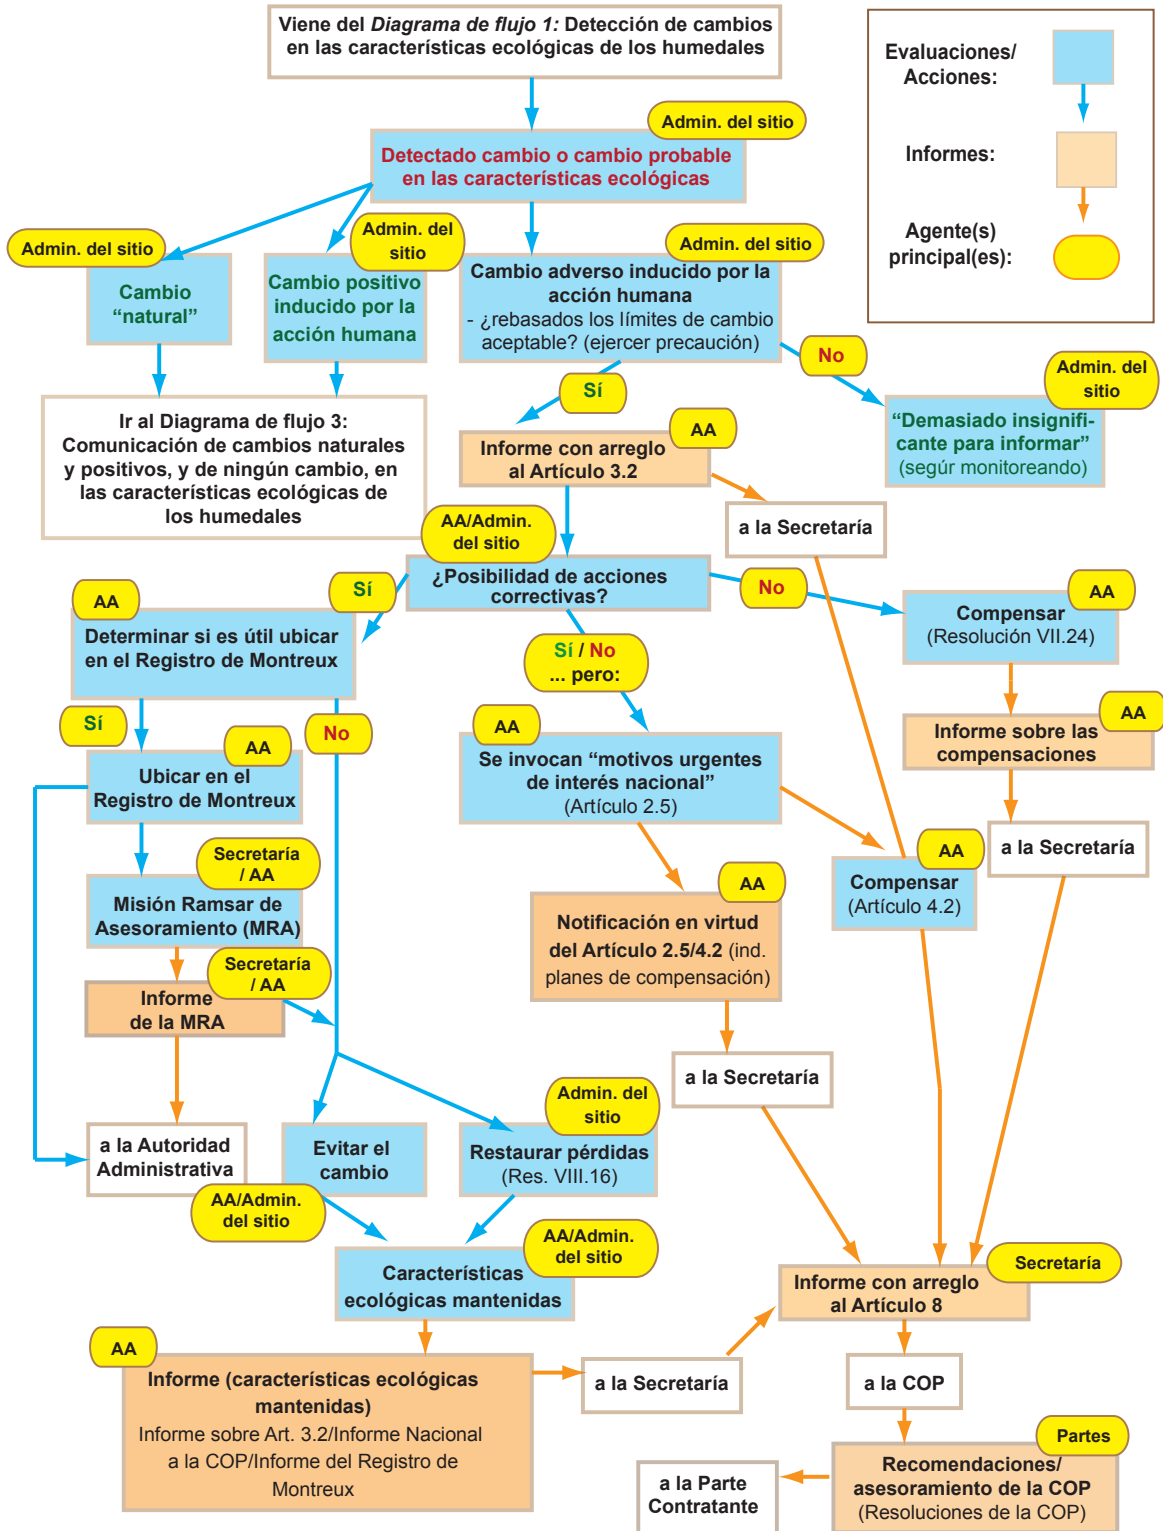 Viene del Diagrama de flujo 1: Detección de cambios
en las características ecológicas de los humedales
Evaluaciones/
Acciones:
Informes:
Agente(s)
principal(es):
Admin. del sitio
Detectado cambio o cambio probable
en las características ecológicas
Admin. del sitio
Cambio
“natural”
Admin. del
sitio
Cambio positivo
inducido por la
acción humana
Admin. del sitio
Cambio adverso inducido por la
acción humana
- ¿rebasados los límites de cambio
aceptable? (ejercer precaución)
No
Sí
Admin. del
sitio
“Demasiado insignifi-
cante para informar”
(segúr monitoreando)
Ir al Diagrama de flujo 3:
Comunicación de cambios naturales
y positivos, y de ningún cambio, en
las características ecológicas de
los humedales
AA
Informe con arreglo
al Artículo 3.2
a la Secretaría
AA/Admin.
del sitio
¿Posibilidad de acciones
correctivas?
Sí
No
Sí / No
... pero:
AA
Determinar si es útil ubicar
en el Registro de Montreux
AA
Compensar
(Resolución VII.24)
AA
Informe sobre las
compensaciones
a la Secretaría
Sí
No
AA
Ubicar en el
Registro de Montreux
AA
Se invocan “motivos urgentes
de interés nacional”
(Artículo 2.5)
AA
Compensar
(Artículo 4.2)
Secretaría
/ AA
Misión Ramsar de
Asesoramiento (MRA)
AA
Notificación en virtud
del Artículo 2.5/4.2 (ind.
planes de compensación)
Secretaría
/ AA
Informe
de la MRA
a la Secretaría
a la Autoridad
Administrativa
AA/Admin.
del sitio
Evitar el
cambio
Admin. del
sitio
Restaurar pérdidas
(Res. VIII.16)
AA/Admin.
del sitio
Características
ecológicas mantenidas
Secretaría
Informe con arreglo
al Artículo 8
AA
Informe (características ecológicas
mantenidas)
Informe sobre Art. 3.2/Informe Nacional
a la COP/Informe del Registro de
Montreux
a la Secretaría
a la COP
Partes
Recomendaciones/
asesoramiento de la COP
(Resoluciones de la COP)
a la Parte
Contratante